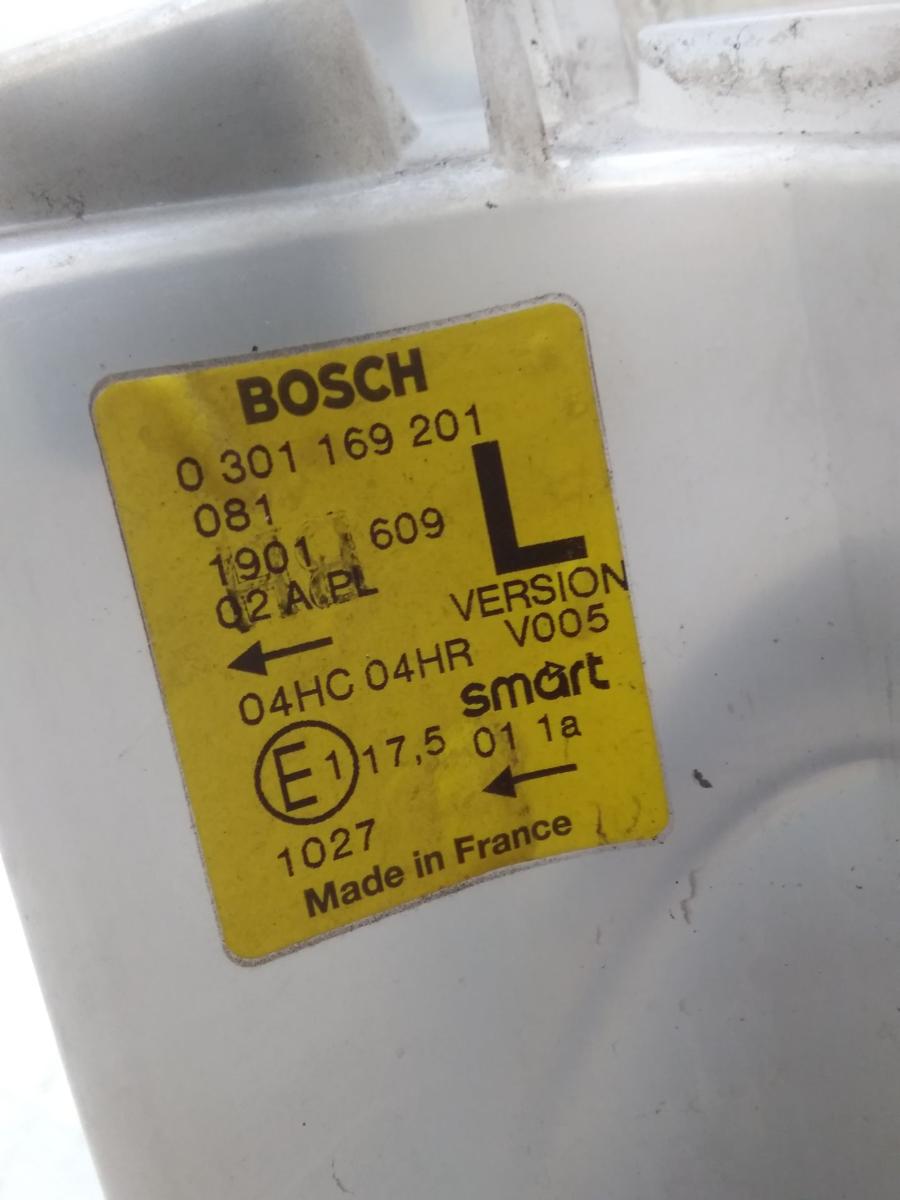 BOSCH
0 301 169 201
081
L
1901 609
02 A PL
VERSION
V005
04HC 04HR
smart
E1 17,5 01 1a
1027
Made in France